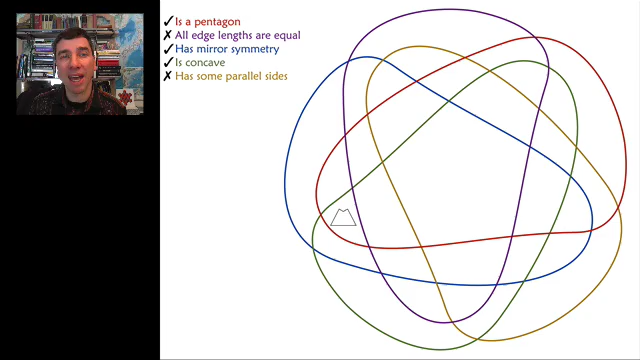 ✓ Is a pentagon
✗ All edge lengths are equal
✓ Has mirror symmetry
✓ Is concave
✗ Has some parallel sides